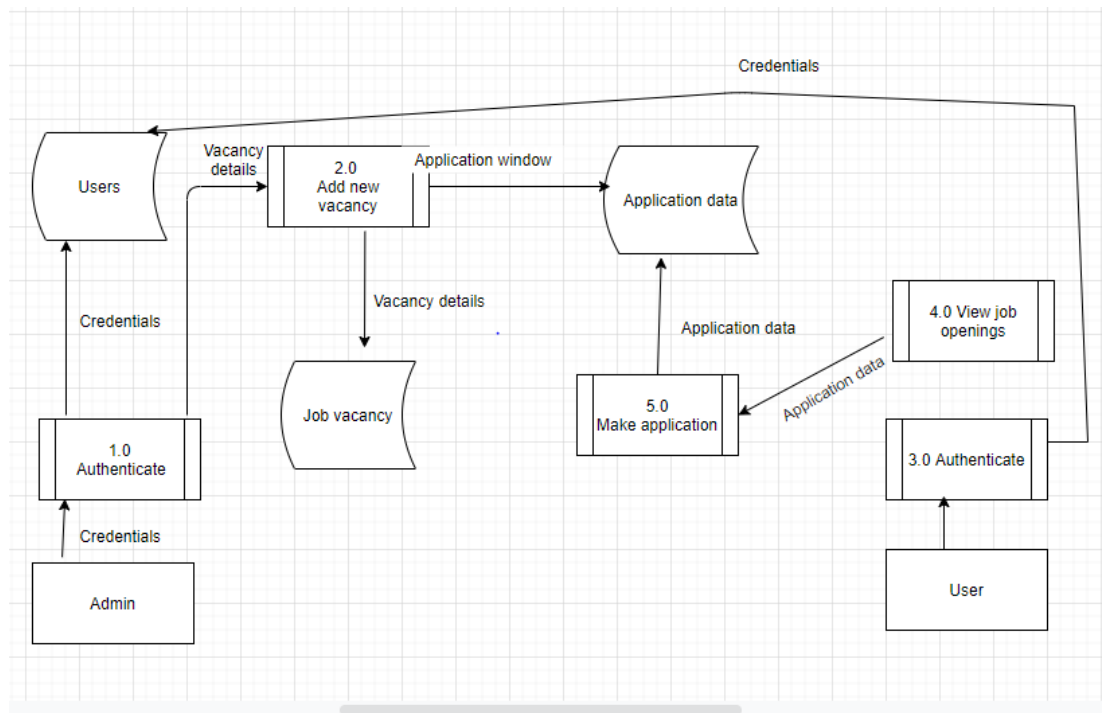 Credentials
Vacancy
details
Application window
2.0
Add new
vacancy
Users
Application data
Vacancy details
Credentials
Application data
4.0 View job
openings
Application data
Job vacancy
5.0
Make application
1.0
Authenticate
3.0 Authenticate
Credentials
Admin
User